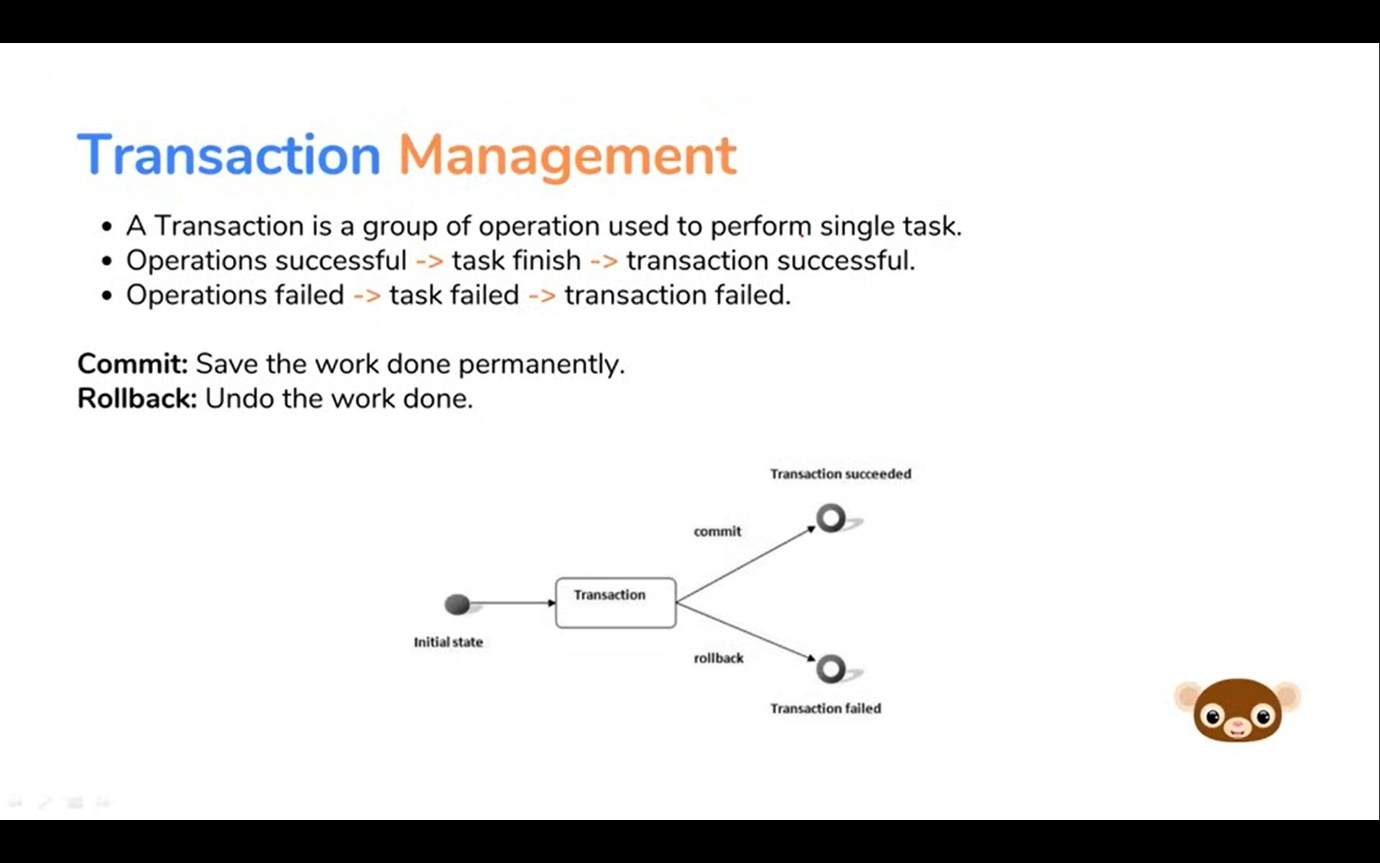 Transaction Management
• A Transaction is a group of operation used to perform single task.
• Operations successful -> task finish -> transaction successful.
• Operations failed -> task failed -> transaction failed.
Commit: Save the work done permanently.
Rollback: Undo the work done.
Transaction succeeded
commit
Transaction
Initial state
rollback
Transaction failed